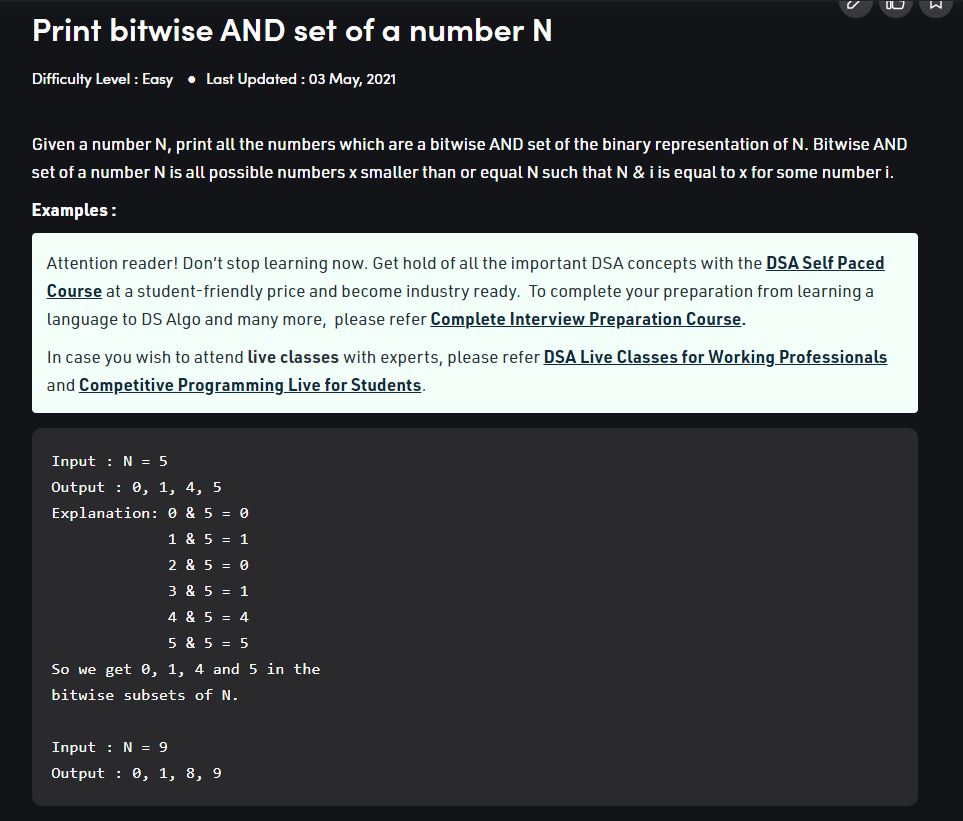 Print bitwise AND set of a number N
Difficulty Level : Easy ● Last Updated : 03 May, 2021
Given a number N, print all the numbers which are a bitwise AND set of the binary representation of N. Bitwise AND
set of a number N is all possible numbers x smaller than or equal N such that N & i is equal to x for some number i.
Examples :
Attention reader! Don’t stop learning now. Get hold of all the important DSA concepts with the DSA Self Paced
Course at a student-friendly price and become industry ready.  To complete your preparation from learning a
language to DS Algo and many more,  please refer Complete Interview Preparation Course.
In case you wish to attend live classes with experts, please refer DSA Live Classes for Working Professionals
and Competitive Programming Live for Students.
Input : N = 5
Output : 0, 1, 4, 5
Explanation: 0 & 5 = 0
1 & 5 = 1
2 & 5 = 0
3 & 5 = 1
4 & 5 = 4
5 & 5 = 5
So we get 0, 1, 4 and 5 in the
bitwise subsets of N.
Input : N = 9
Output : 0, 1, 8, 9